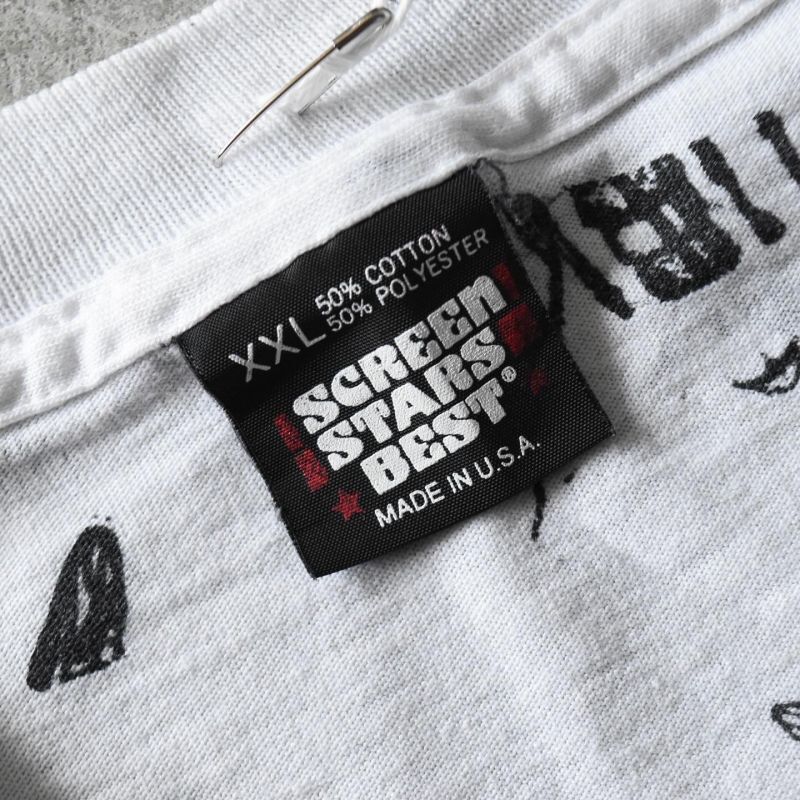 XXL 50% COTTON
50% POLYESTER
SCREEN
STARS
BEST®
MADE IN U.S.A.